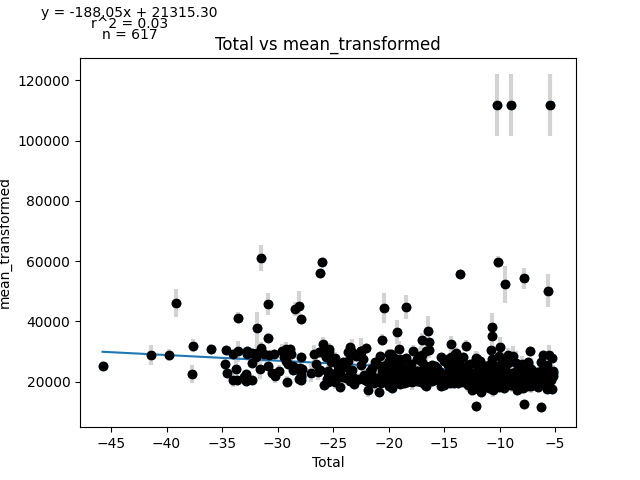 y = -188.05x + 21315.30
r^2 = 0.03
n = 617
Total vs mean_transformed
120000
100000
80000
60000
40000
20000
mean_transformed
−45 −40 −35 −30 −25 −20 −15 −10 −5
Total